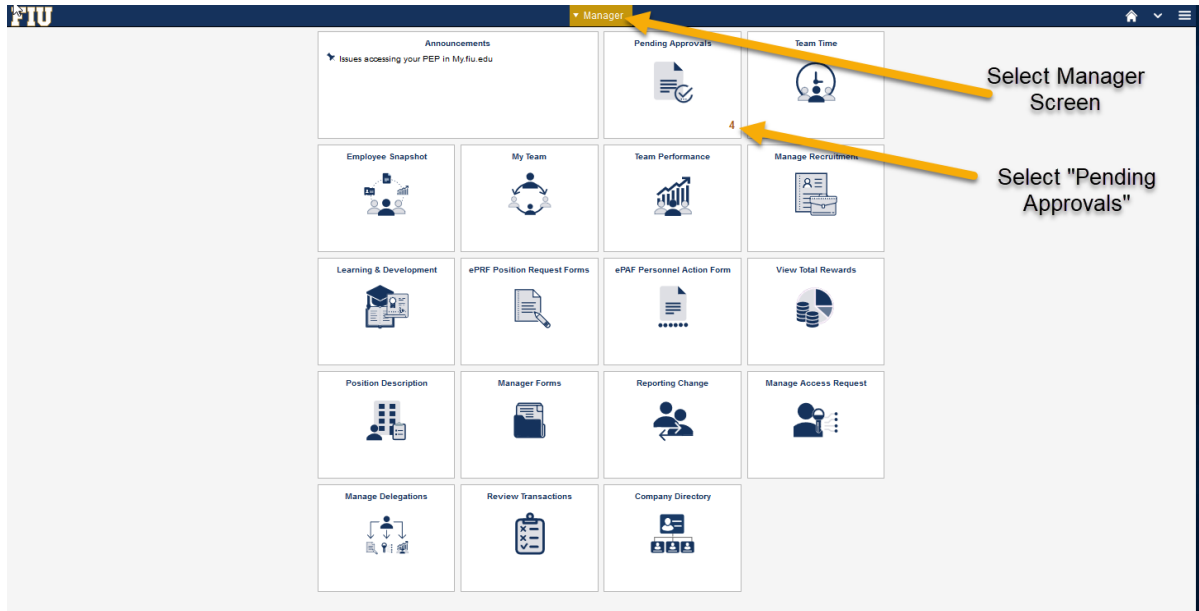 FIU
Manager
Announcements
Issues accessing your PEP in My.fiu.edu
Pending Approvals
4
Team Time
Select Manager
Screen
Employee Snapshot
My Team
Team Performance
Manage Recruitment
Select "Pending
Approvals"
Learning & Development
ePRF Position Request Forms
ePAF Personnel Action Form
View Total Rewards
Position Description
Manager Forms
Reporting Change
Manage Access Request
Manage Delegations
Review Transactions
Company Directory